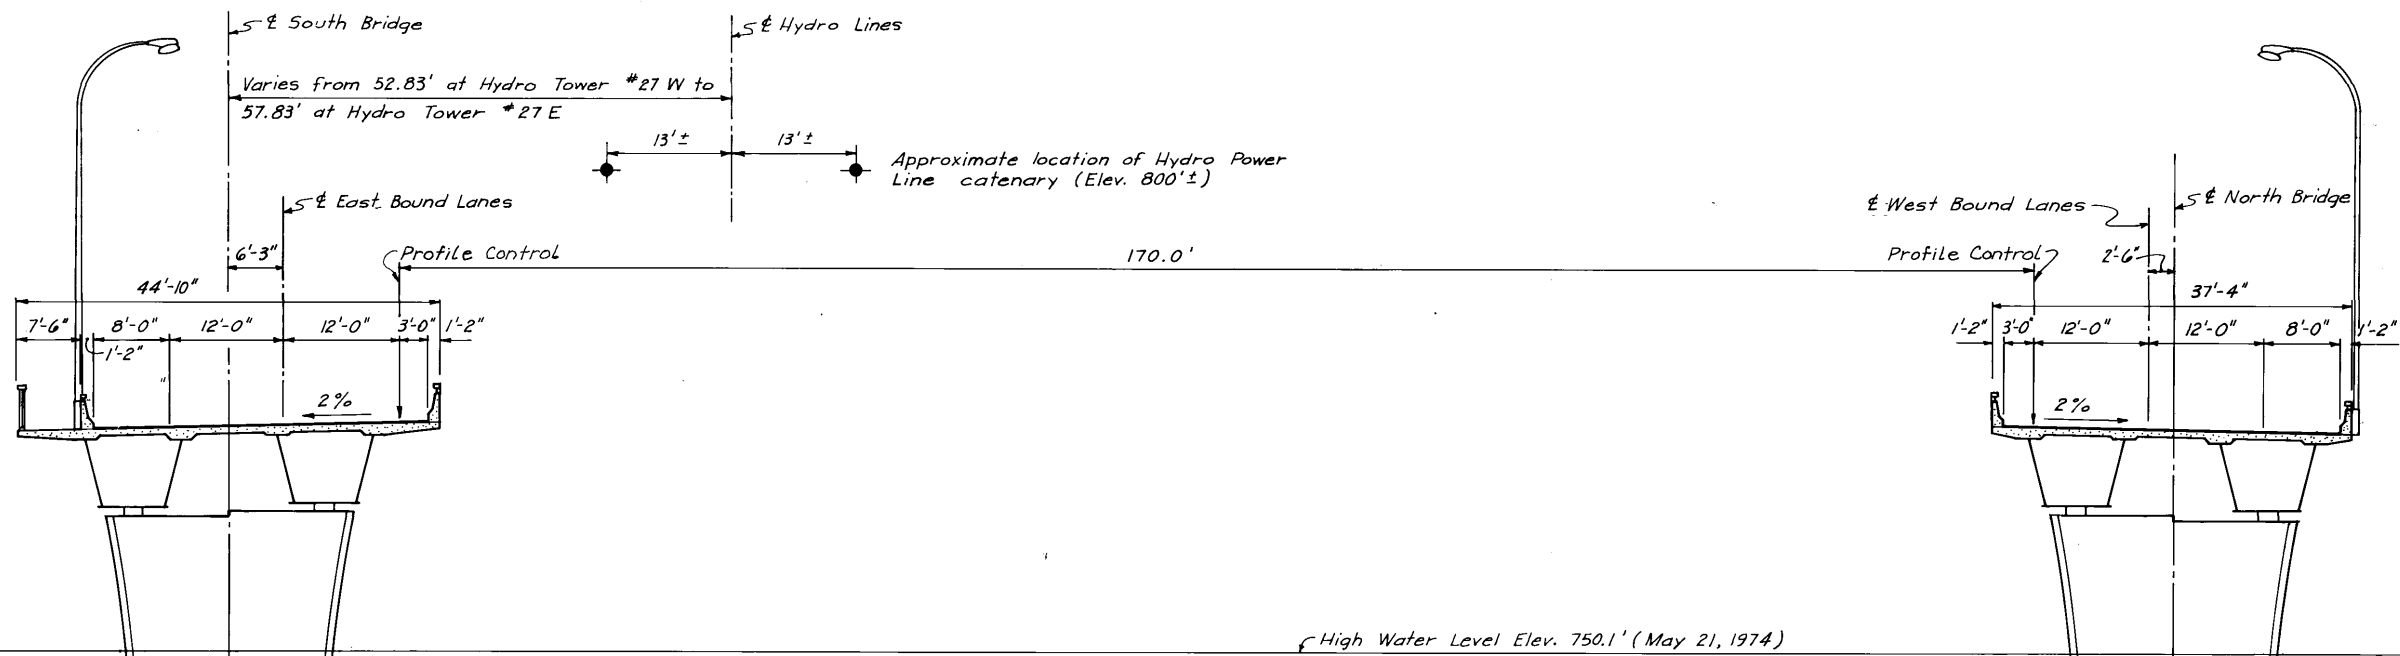 ℄ South Bridge
℄ Hydro Lines
Varies from 52.83' at Hydro Tower #27 W to
57.83' at Hydro Tower #27 E
13'±
13'±
Approximate location of Hydro Power
Line catenary (Elev. 800'±)
℄ East Bound Lanes
℄ West Bound Lanes
℄ North Bridge
6'-3"
Profile Control
170.0'
Profile Control
2'-6"
44'-10"
37'-4"
7'-6"
8'-0"
12'-0"
12'-0"
3'-0"
1'-2"
1'-2"
3'-0"
12'-0"
12'-0"
8'-0"
1'-2"
1'-2"
2%
2%
High Water Level Elev. 750.1' (May 21, 1974)